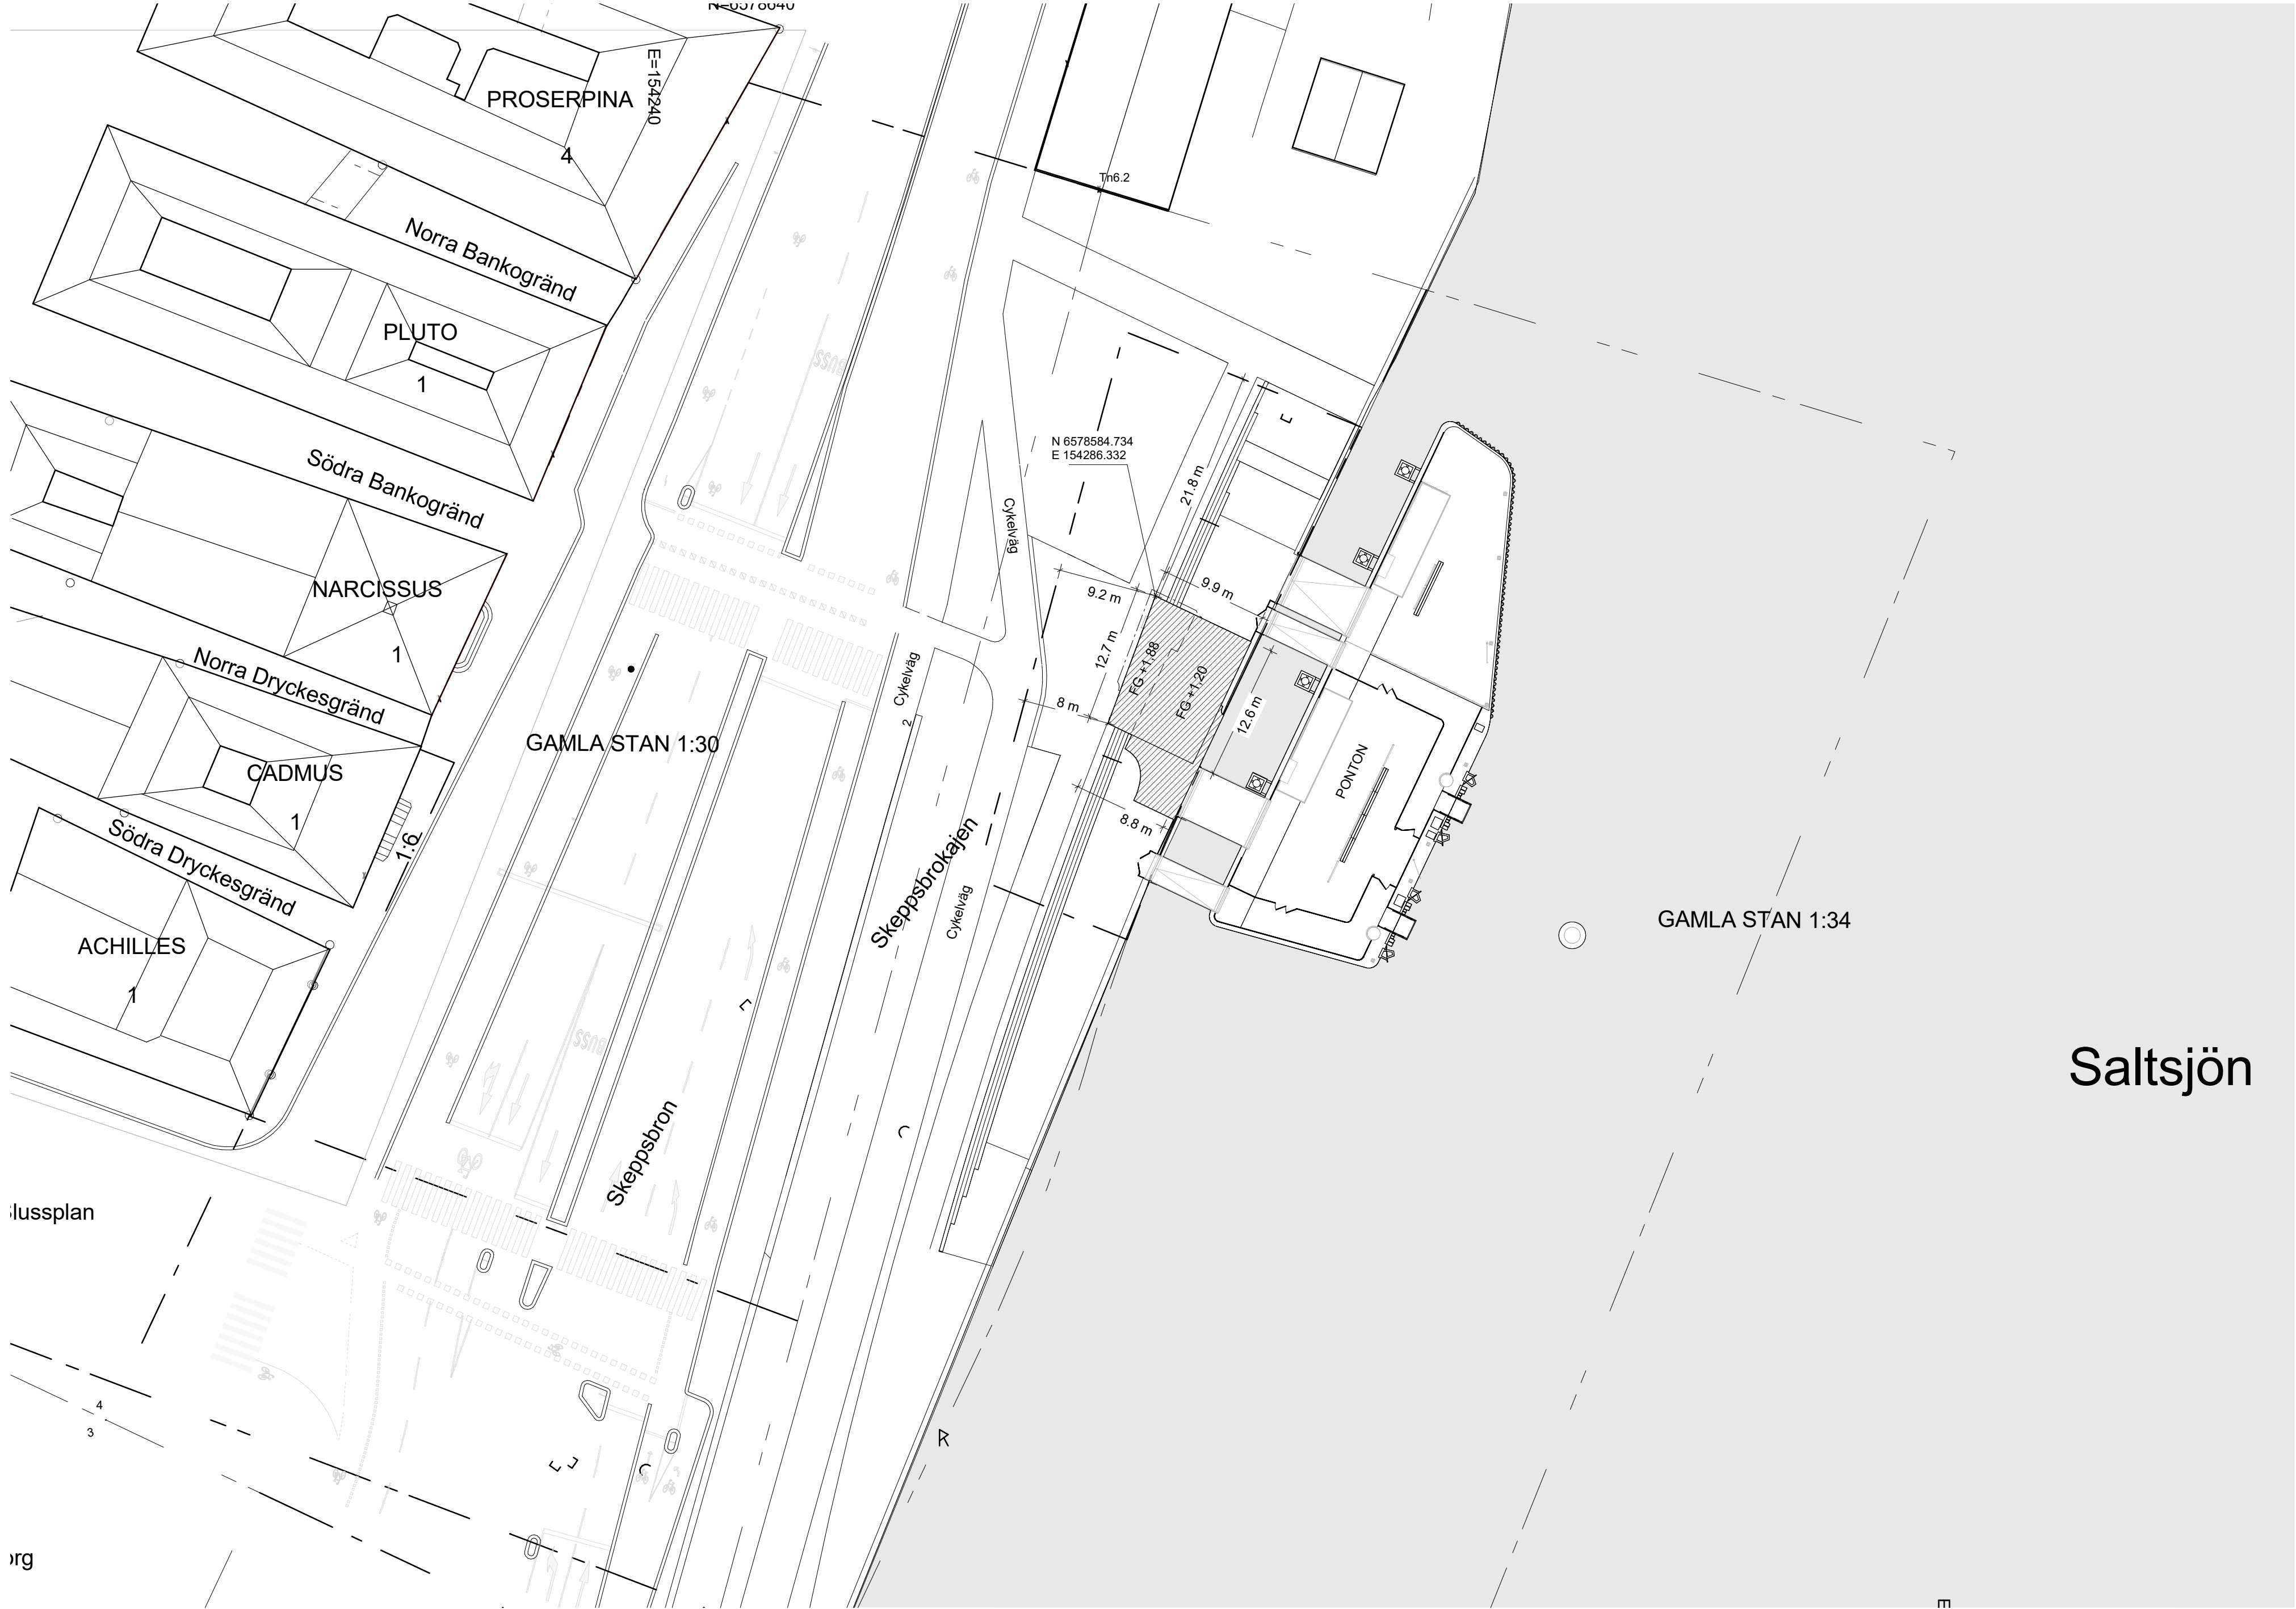 N=6578640
E=154240
PROSERPINA
4
Tn6.2
Norra Bankogränd
PLUTO
1
BUSS
N 6578584.734
E 154286.332
Södra Bankogränd
21.8 m
Cykelväg
NARCISSUS
1
9.2 m
9.9 m
12.7 m
FG +1,88
FG +1,20
Norra Dryckesgränd
Cykelväg
2
8 m
12.6 m
GAMLA STAN 1:30
CADMUS
1
PONTON
1:6
8.8 m
Södra Dryckesgränd
Skeppsbrokajen
Cykelväg
GAMLA STAN 1:34
ACHILLES
1
BUSS
Saltsjön
Skeppsbron
lussplan
4
3
R
org
E